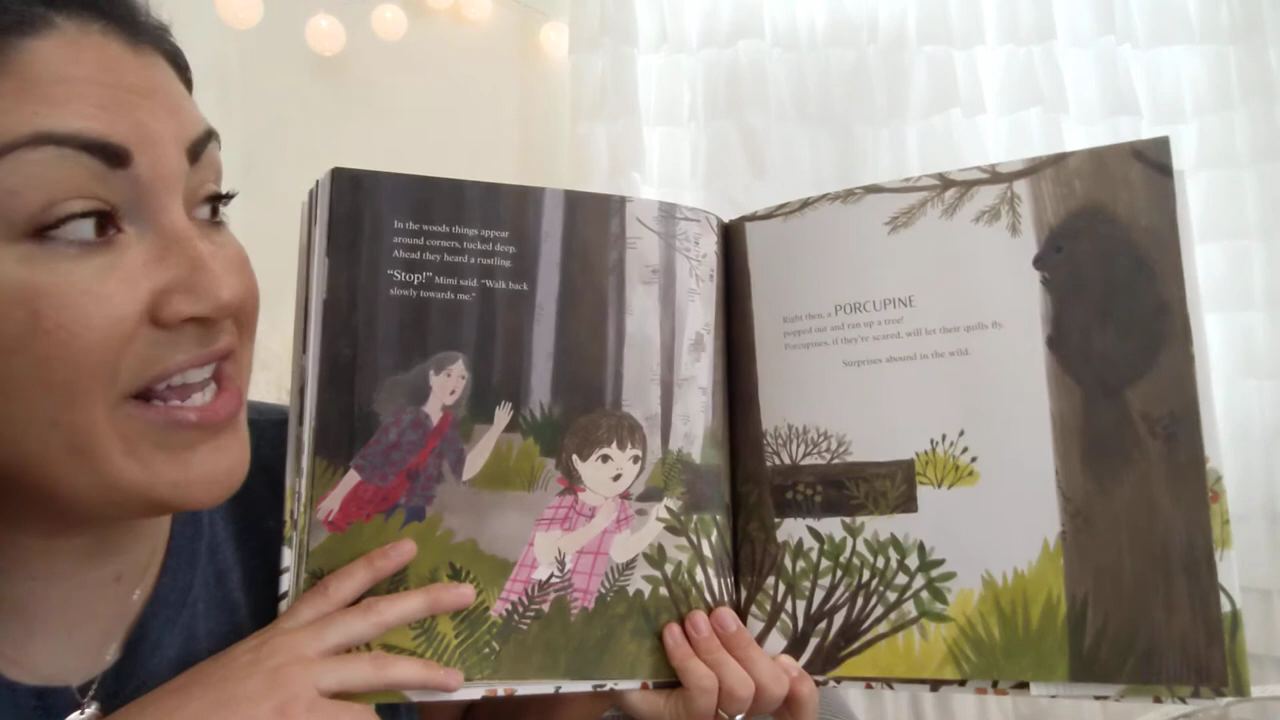 In the woods things appear
around corners, tucked deep.
Ahead they heard a rustling.
“Stop!” Mimi said. “Walk back
slowly towards me.”
Right then, a PORCUPINE
popped out and ran up a tree!
Porcupines, if they're scared, will let their quills fly.
Surprises abound in the wild.